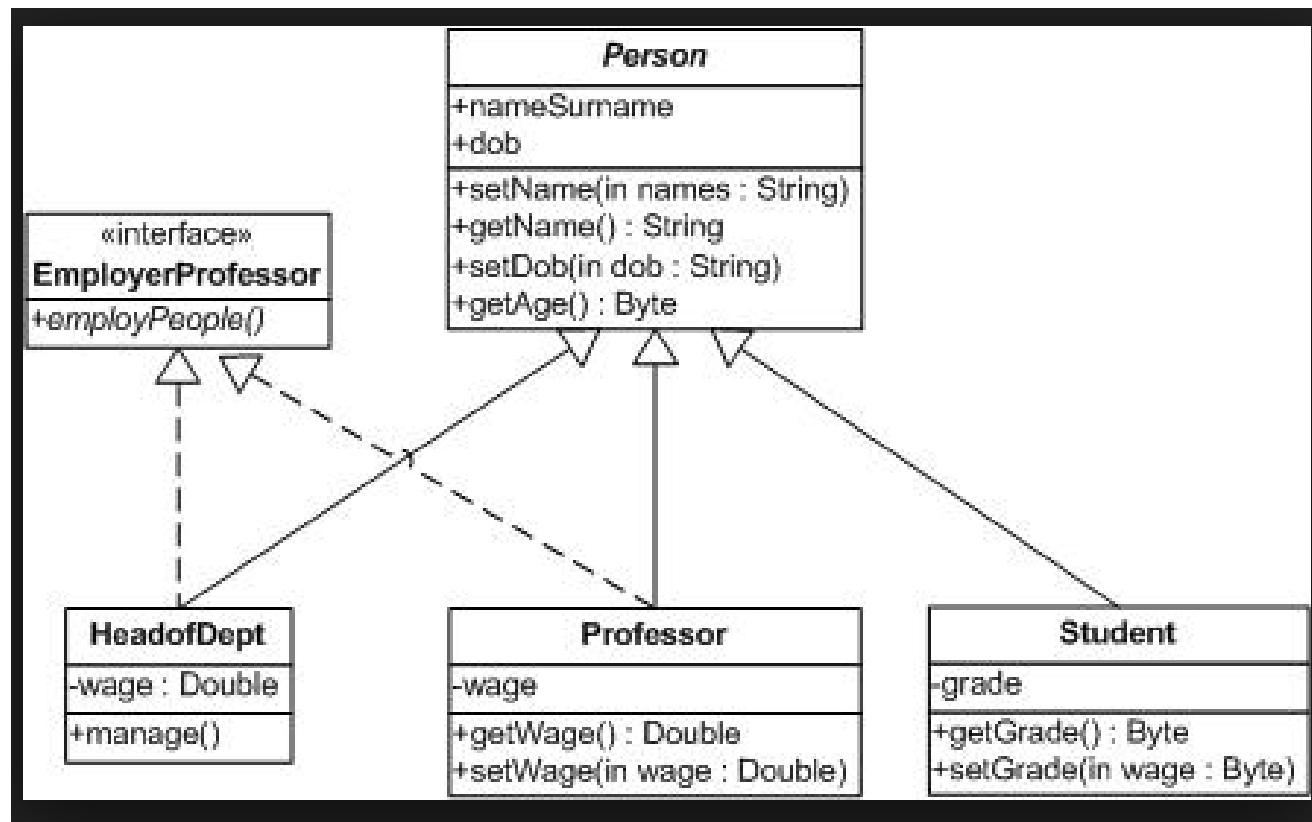 Person
+nameSurname
+dob
+setName(in names : String)
+getName() : String
+setDob(in dob : String)
+getAge() : Byte
«interface»
EmployerProfessor
+employPeople()
HeadofDept
-wage : Double
+manage()
Professor
-wage
+getWage() : Double
+setWage(in wage : Double)
Student
-grade
+getGrade() : Byte
+setGrade(in wage : Byte)